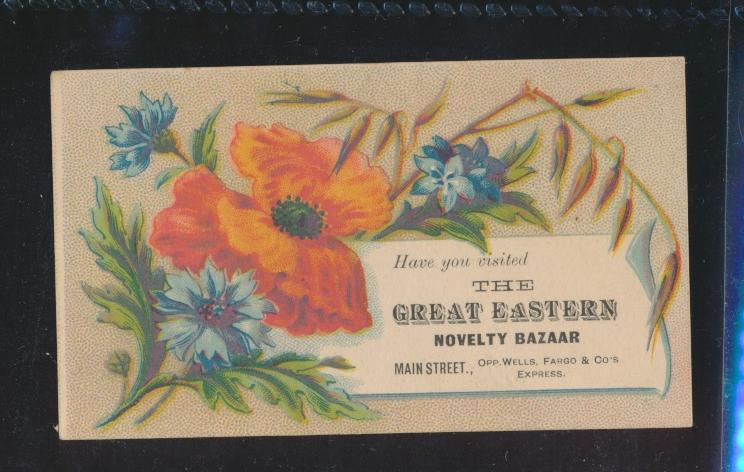 Have you visited
THE
GREAT EASTERN
NOVELTY BAZAAR
MAIN STREET., OPP. WELLS, FARGO & CO'S
EXPRESS.